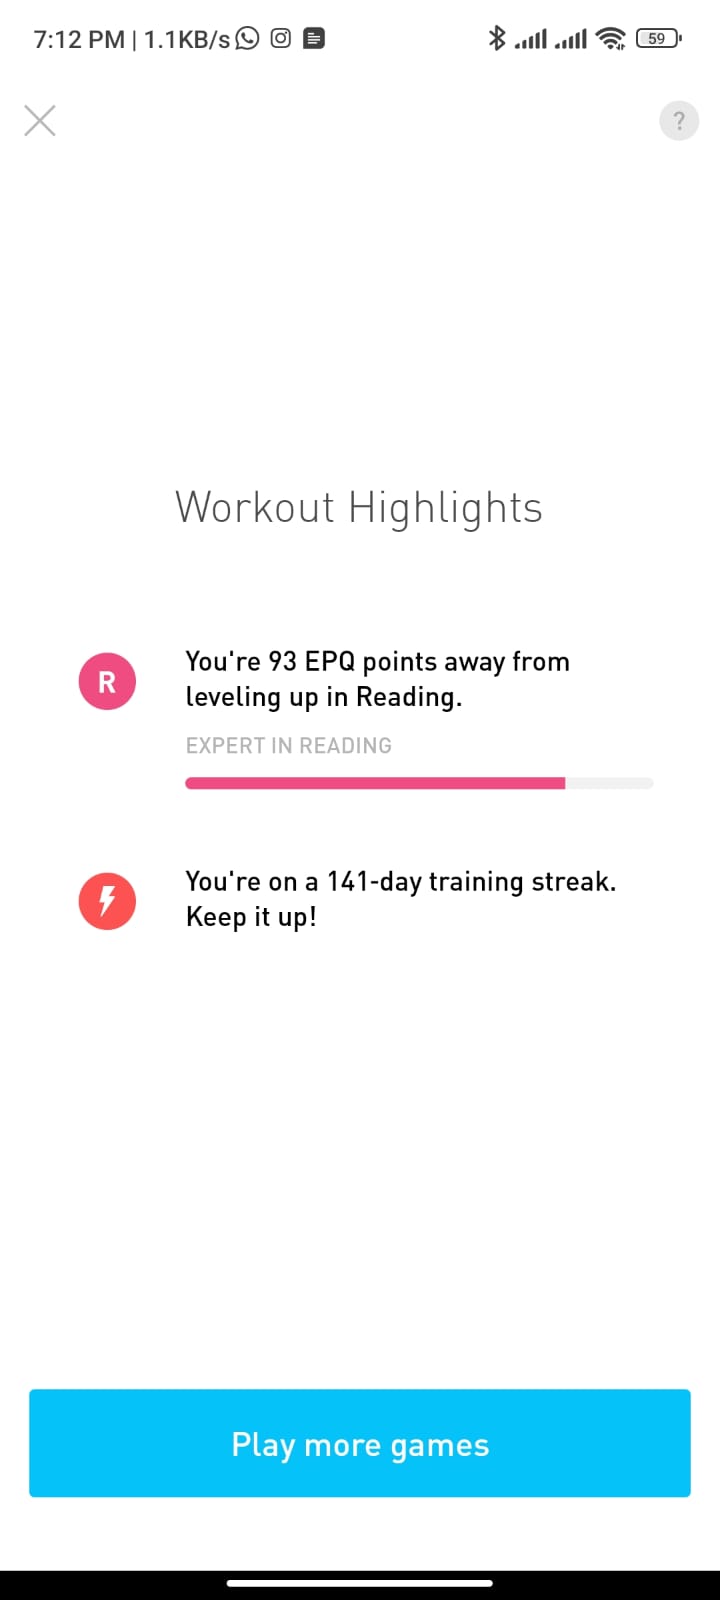 7:12 PM | 1.1KB/s 59
?
Workout Highlights
R
You're 93 EPQ points away from
leveling up in Reading.
EXPERT IN READING
You're on a 141-day training streak.
Keep it up!
Play more games